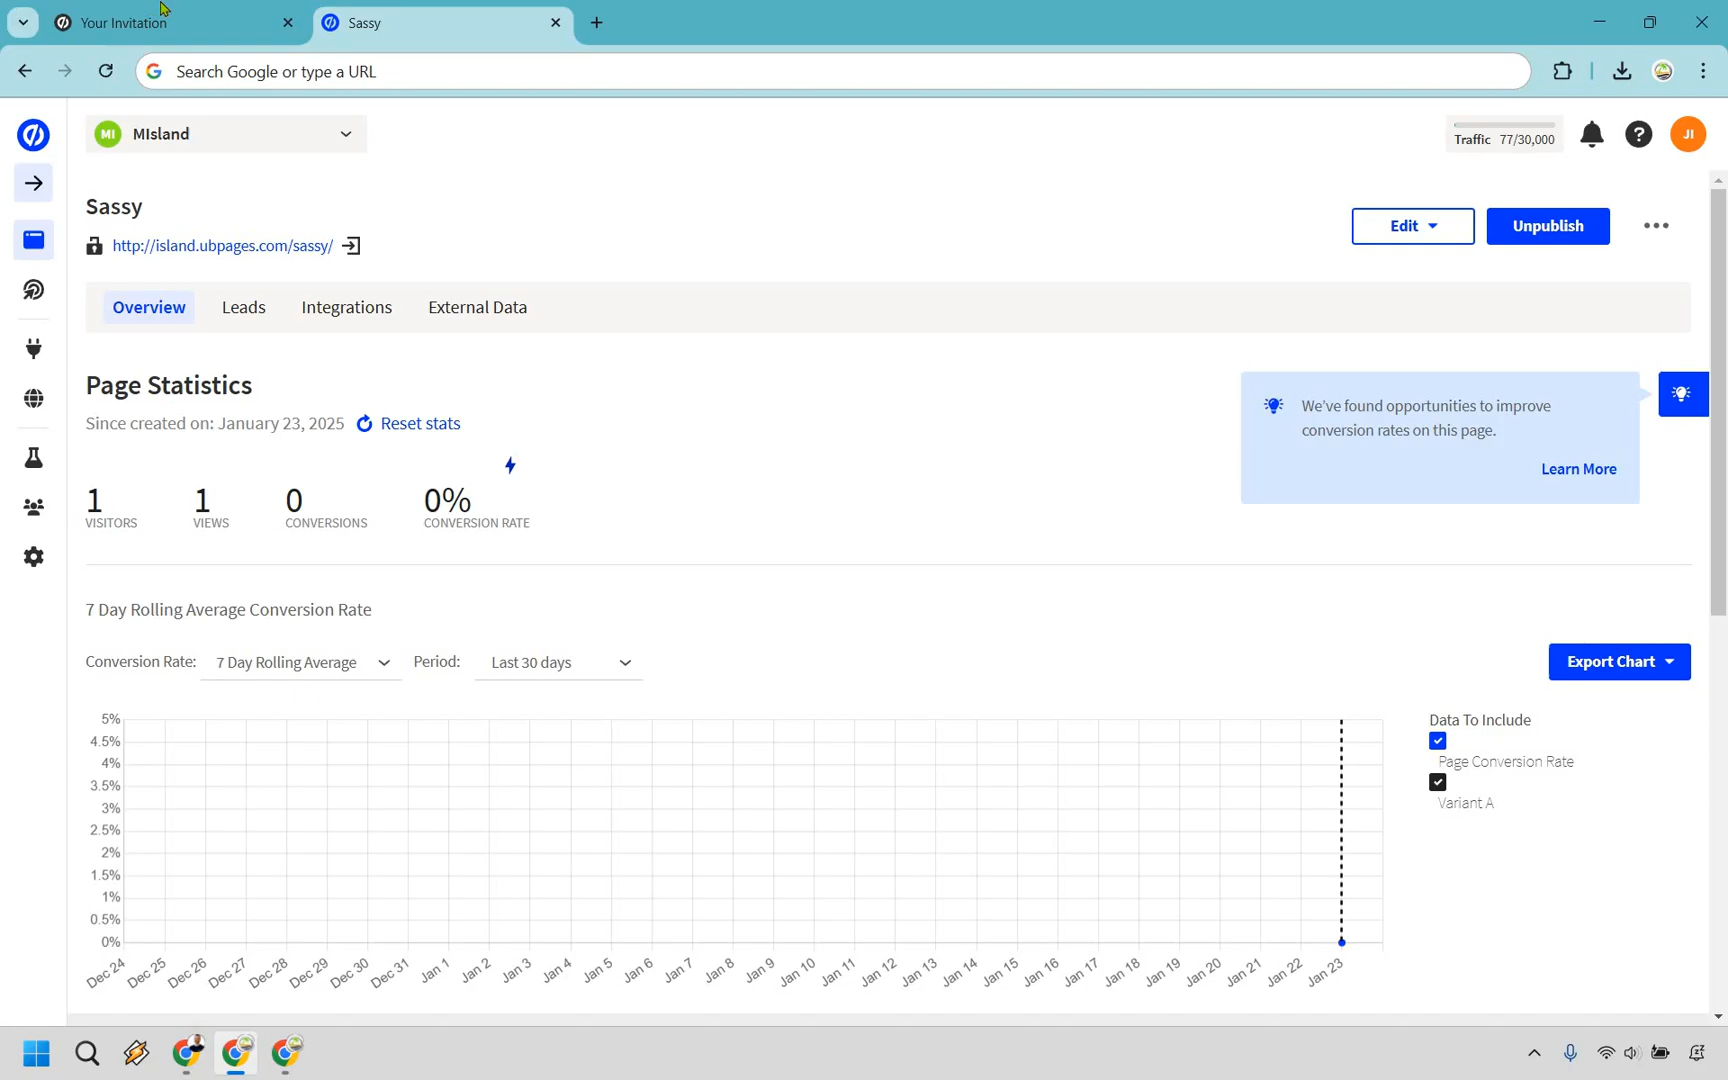 Your Invitation
Sassy
Search Google or type a URL
MI MIsland
Traffic 77/30,000
JI
Sassy
Edit
Unpublish
http://island.ubpages.com/sassy/
Overview
Leads
Integrations
External Data
Page Statistics
Since created on: January 23, 2025
Reset stats
We've found opportunities to improve
conversion rates on this page.
Learn More
1
VISITORS
1
VIEWS
0
CONVERSIONS
0%
CONVERSION RATE
7 Day Rolling Average Conversion Rate
Conversion Rate: 7 Day Rolling Average
Period: Last 30 days
Export Chart
5%
4.5%
4%
3.5%
3%
2.5%
2%
1.5%
1%
0.5%
0%
Dec 24
Dec 25
Dec 26
Dec 27
Dec 28
Dec 29
Dec 30
Dec 31
Jan 1
Jan 2
Jan 3
Jan 4
Jan 5
Jan 6
Jan 7
Jan 8
Jan 9
Jan 10
Jan 11
Jan 12
Jan 13
Jan 14
Jan 15
Jan 16
Jan 17
Jan 18
Jan 19
Jan 20
Jan 21
Jan 22
Jan 23
Data To Include
Page Conversion Rate
Variant A